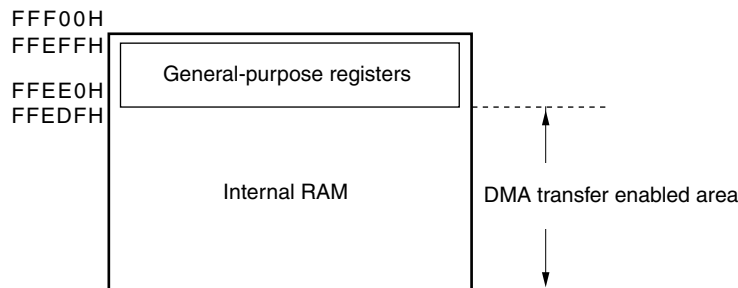 FFF00H
FFEFFH
General-purpose registers
FFEE0H
FFEDFH
Internal RAM
DMA transfer enabled area